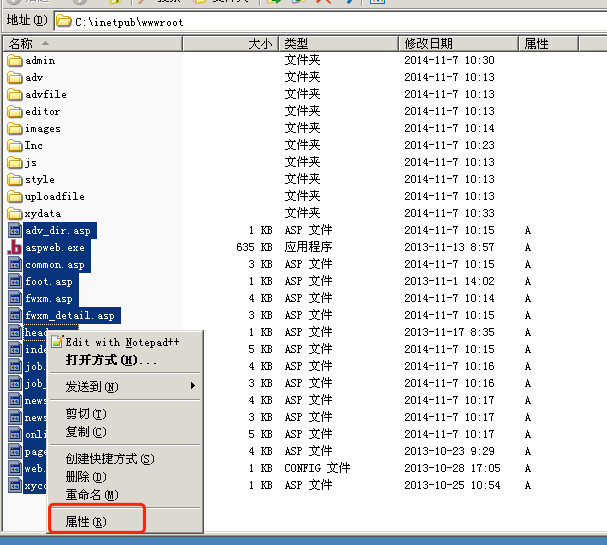 地址(D) C:\inetpub\wwwroot
名称 大小 类型 修改日期 属性
admin 文件夹 2014-11-7 10:30
adv 文件夹 2014-11-7 10:13
advfile 文件夹 2014-11-7 10:13
editor 文件夹 2014-11-7 10:13
images 文件夹 2014-11-7 10:14
Inc 文件夹 2014-11-7 10:23
js 文件夹 2014-11-7 10:13
style 文件夹 2014-11-7 10:13
uploadfile 文件夹 2014-11-7 10:13
xydata 文件夹 2014-11-7 10:33
adv_dir.asp 1 KB ASP 文件 2014-11-7 10:15 A
aspweb.exe 635 KB 应用程序 2013-11-13 8:57 A
common.asp 3 KB ASP 文件 2014-11-7 10:15 A
foot.asp 1 KB ASP 文件 2013-11-1 14:02 A
fwxm.asp 4 KB ASP 文件 2014-11-7 10:14 A
fwxm_detail.asp 3 KB ASP 文件 2014-11-7 10:15 A
head 1 KB ASP 文件 2013-11-17 8:35 A
inde 5 KB ASP 文件 2014-11-7 10:15 A
job. 4 KB ASP 文件 2014-11-7 10:16 A
job_ 3 KB ASP 文件 2014-11-7 10:16 A
news 4 KB ASP 文件 2014-11-7 10:17 A
news 3 KB ASP 文件 2014-11-7 10:17 A
onli 5 KB ASP 文件 2014-11-7 10:17 A
page 4 KB ASP 文件 2013-10-23 9:29 A
web. 1 KB CONFIG 文件 2013-10-28 17:05 A
xyco 1 KB ASP 文件 2013-10-25 10:54 A
Edit with Notepad++
打开方式(H)...
发送到(N)
剪切(T)
复制(C)
创建快捷方式(S)
删除(D)
重命名(M)
属性(R)